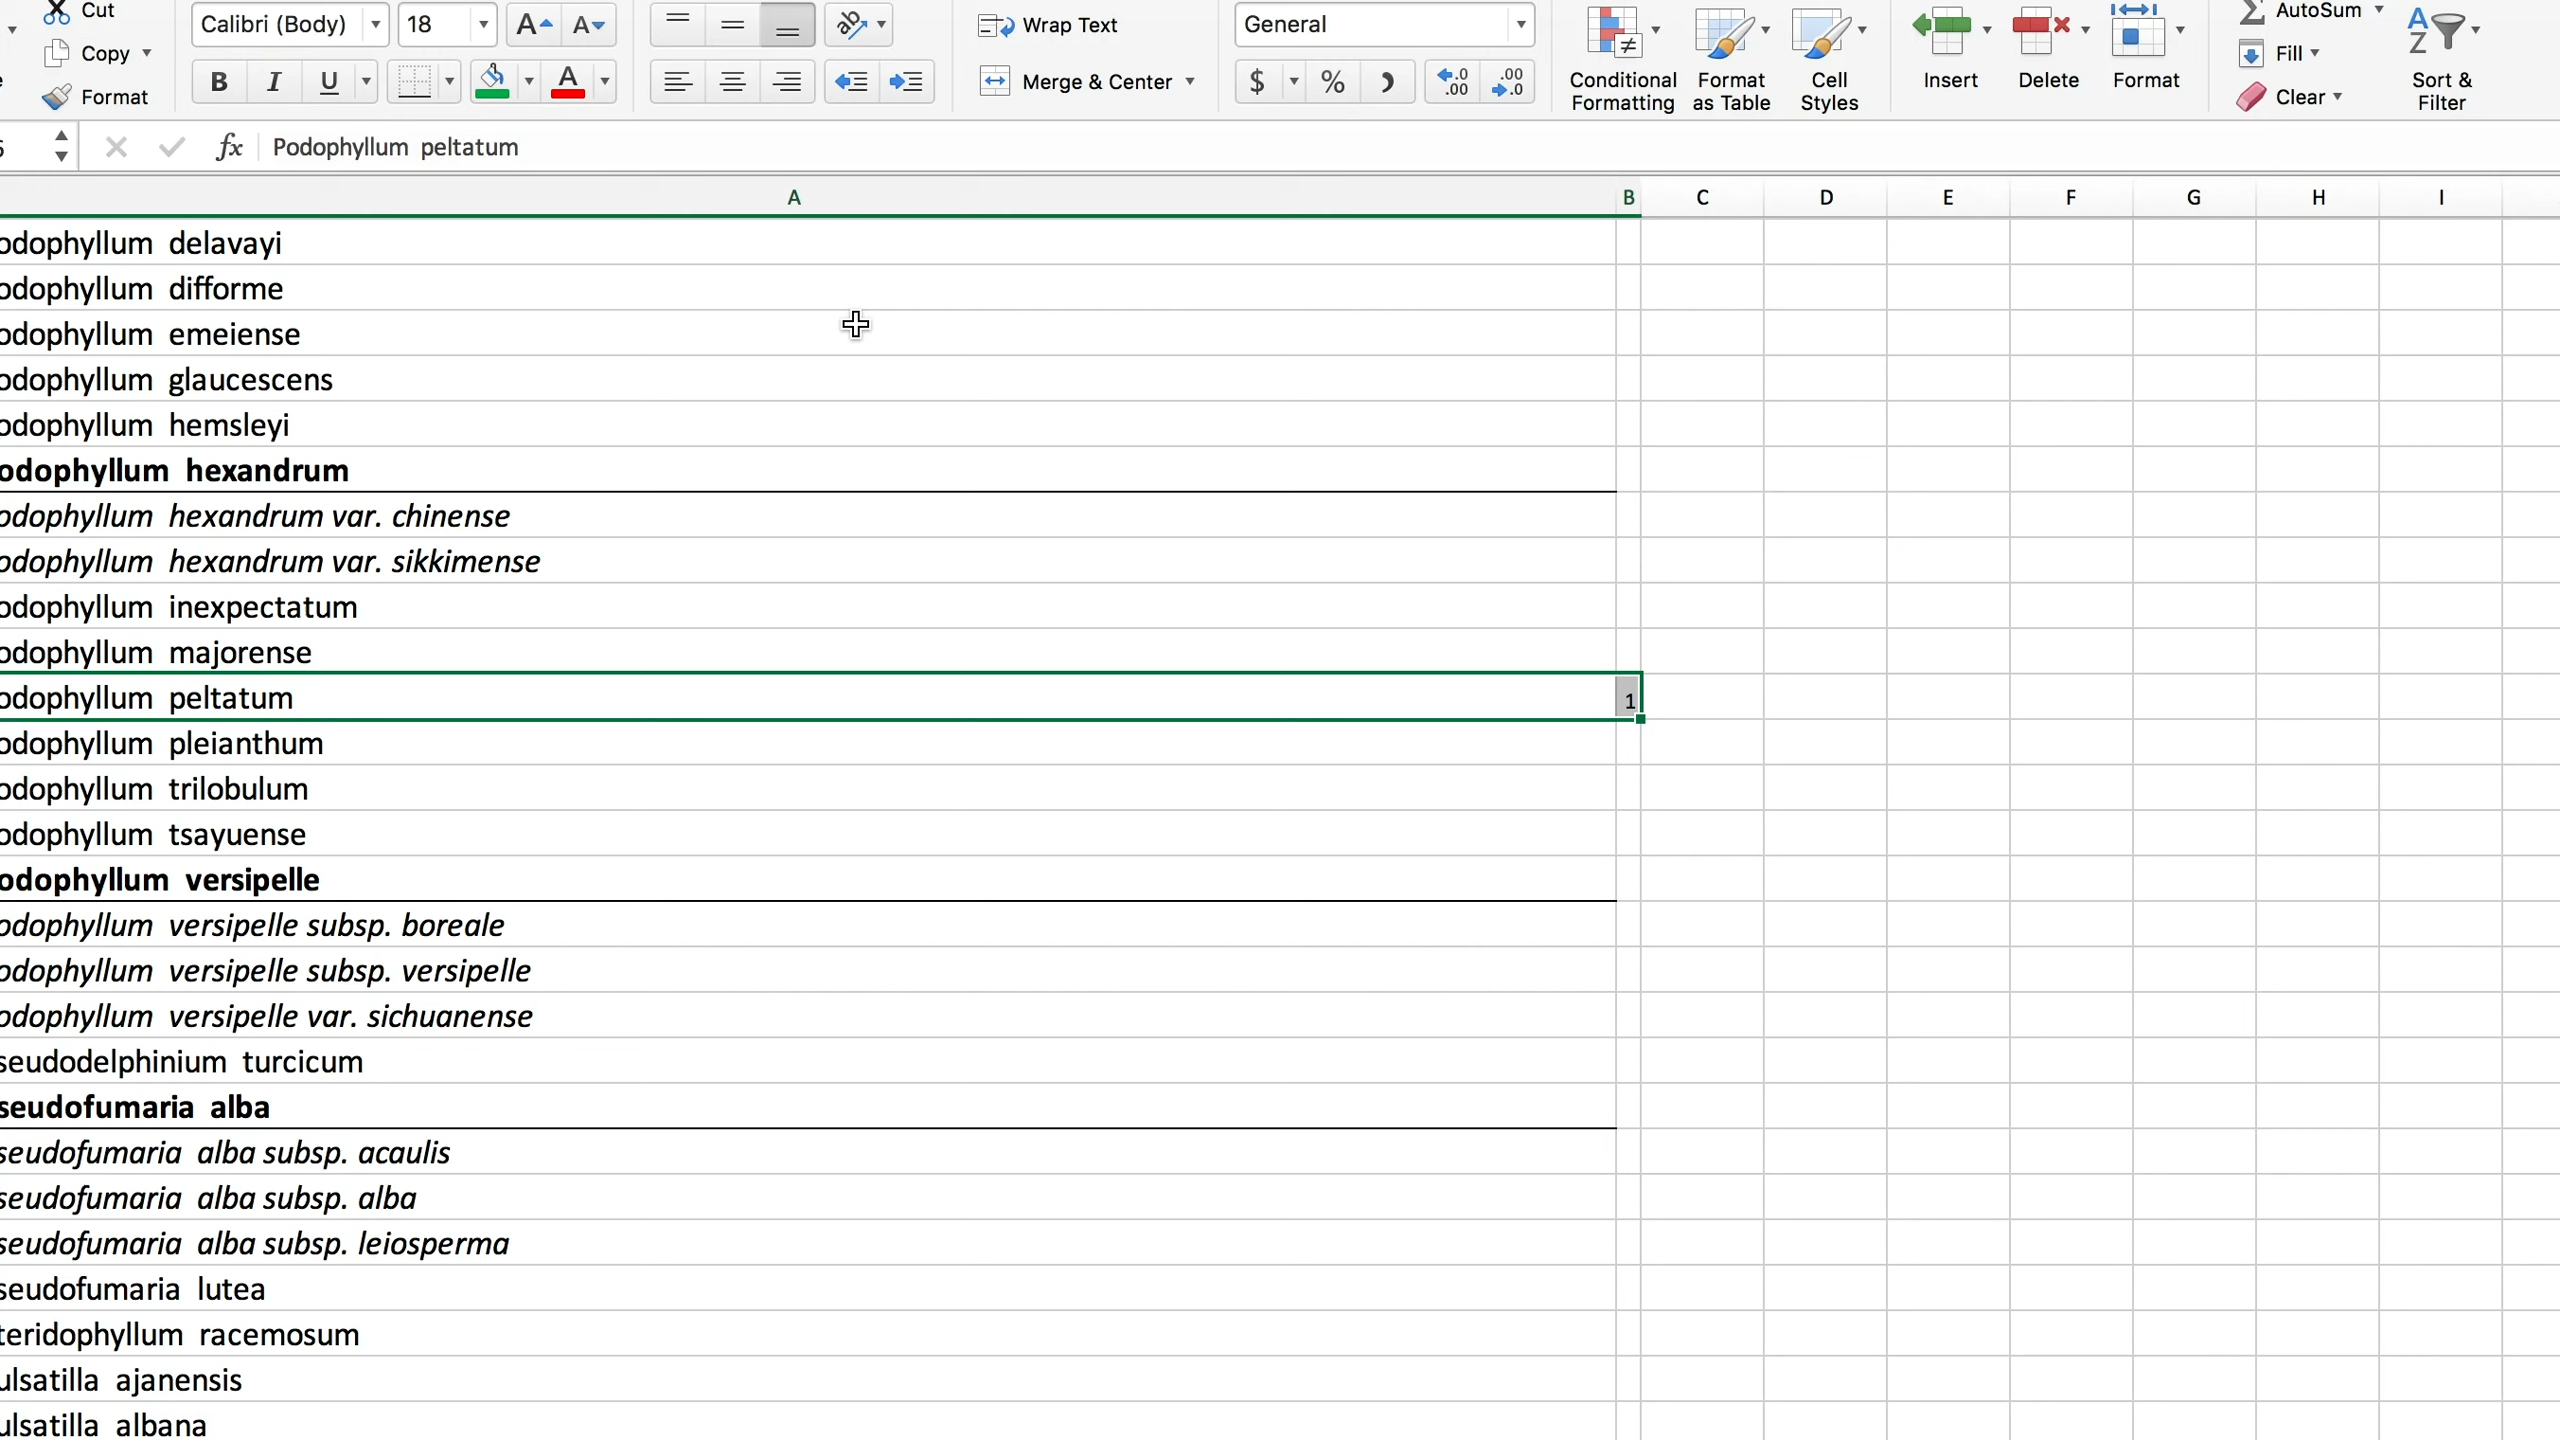 Cut
Copy
Format
Calibri (Body) 18
Wrap Text
Merge & Center
General
Conditional Formatting
Format as Table
Cell Styles
Insert
Delete
Format
AutoSum
Fill
Clear
Sort & Filter
fx Podophyllum peltatum
A B C D E F G H I
odophyllum delavayi
odophyllum difforme
odophyllum emeiense
odophyllum glaucescens
odophyllum hemsleyi
odophyllum hexandrum
odophyllum hexandrum var. chinense
odophyllum hexandrum var. sikkimense
odophyllum inexpectatum
odophyllum majorense
odophyllum peltatum 1
odophyllum pleianthum
odophyllum trilobulum
odophyllum tsayuense
odophyllum versipelle
odophyllum versipelle subsp. boreale
odophyllum versipelle subsp. versipelle
odophyllum versipelle var. sichuanense
seudodelphinium turcicum
seudofumaria alba
seudofumaria alba subsp. acaulis
seudofumaria alba subsp. alba
seudofumaria alba subsp. leiosperma
seudofumaria lutea
teridophyllum racemosum
ulsatilla ajanensis
ulsatilla albana